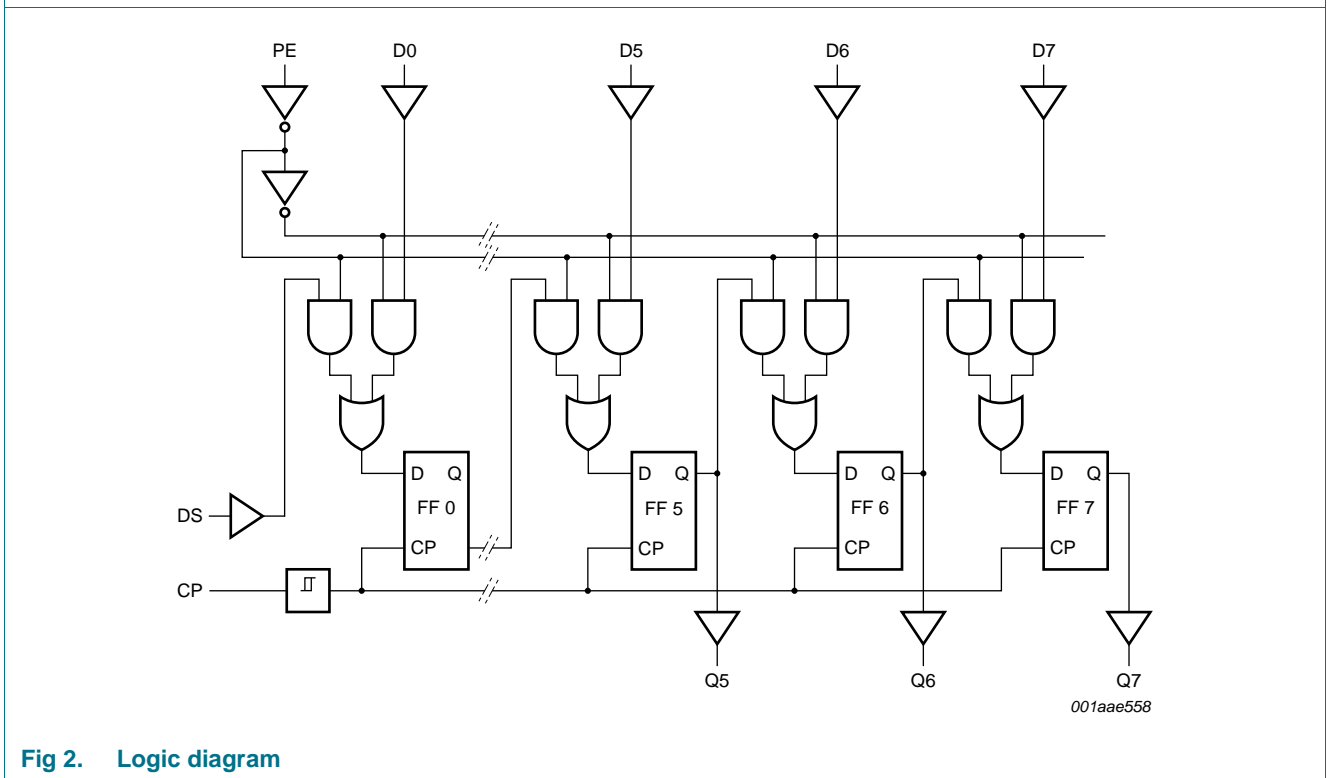 PE D0 D5 D6 D7
D Q D Q D Q D Q
FF 0 FF 5 FF 6 FF 7
DS
CP CP CP CP
CP
Q5 Q6 Q7
001aae558
Fig 2. Logic diagram